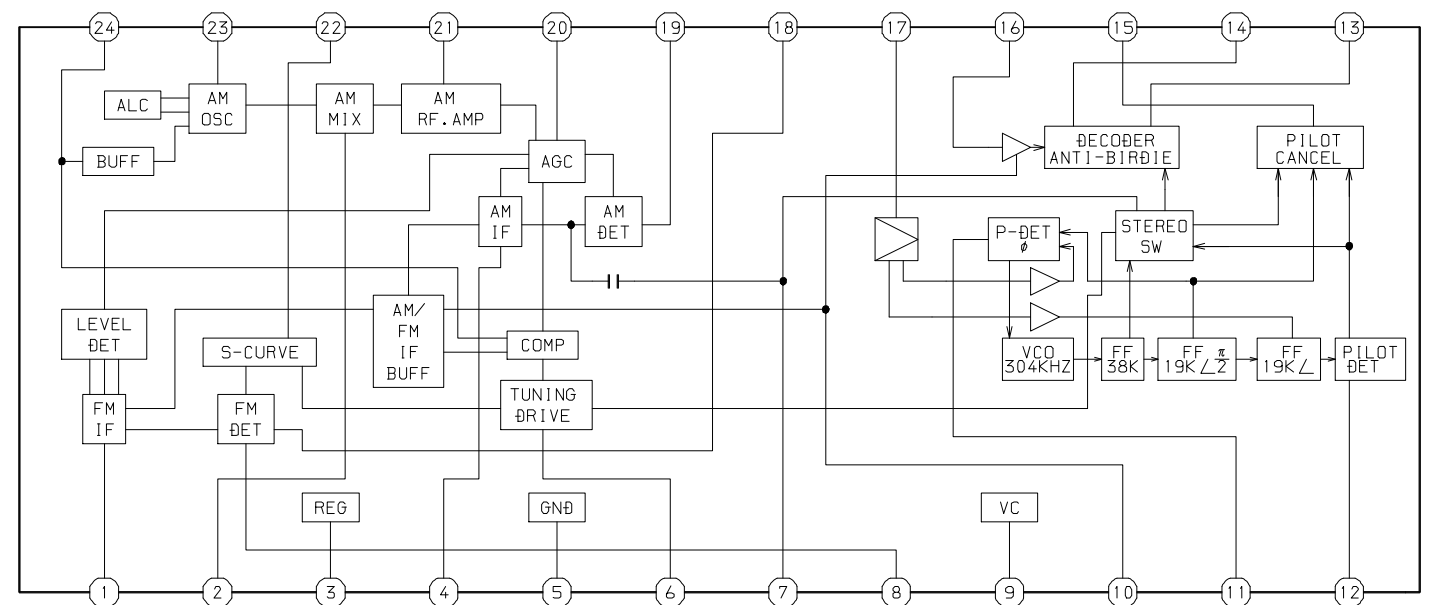 24 23 22 21 20 19 18 17 16 15 14 13
ALC
AM
OSC
AM
MIX
AM
RF.AMP
BUFF
AGC
DECODER
ANTI-BIRDIE
PILOT
CANCEL
AM
IF
AM
DET
P-DET
φ
STEREO
SW
LEVEL
DET
S-CURVE
AM/
FM
IF
BUFF
COMP
VCO
304KHZ
FF
38K
FF
19K∠π/2
FF
19K∠
PILOT
DET
FM
IF
FM
DET
TUNING
DRIVE
REG
GND
VC
1 2 3 4 5 6 7 8 9 10 11 12